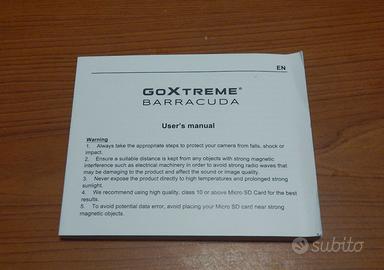 EN
GOXTREME®
BARRACUDA
User's manual
Warning
1. Always take the appropriate steps to protect your camera from falls, shock or
impact.
2. Ensure a suitable distance is kept from any objects with strong magnetic
interference such as electrical machinery in order to avoid strong radio waves that
may be damaging to the product and affect the sound or image quality.
3. Never expose the product directly to high temperatures and prolonged strong
sunlight.
4. We recommend using high quality, class 10 or above Micro SD Card for the best
results.
5. To avoid potential data error, avoid placing your Micro SD card near strong
magnetic objects.
subito